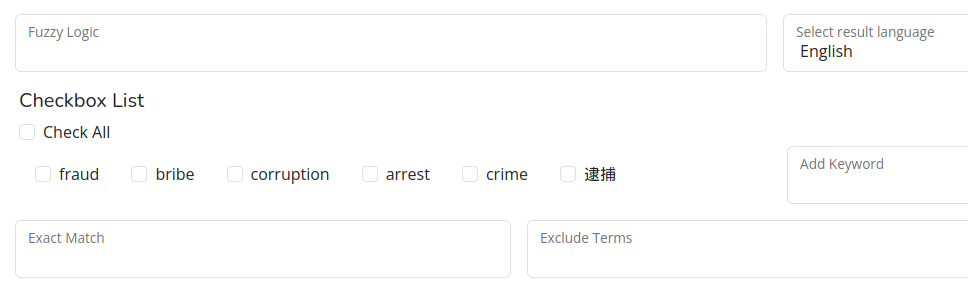 Fuzzy Logic
Select result language
English
Checkbox List
Check All
fraud bribe corruption arrest crime 逮捕
Add Keyword
Exact Match
Exclude Terms